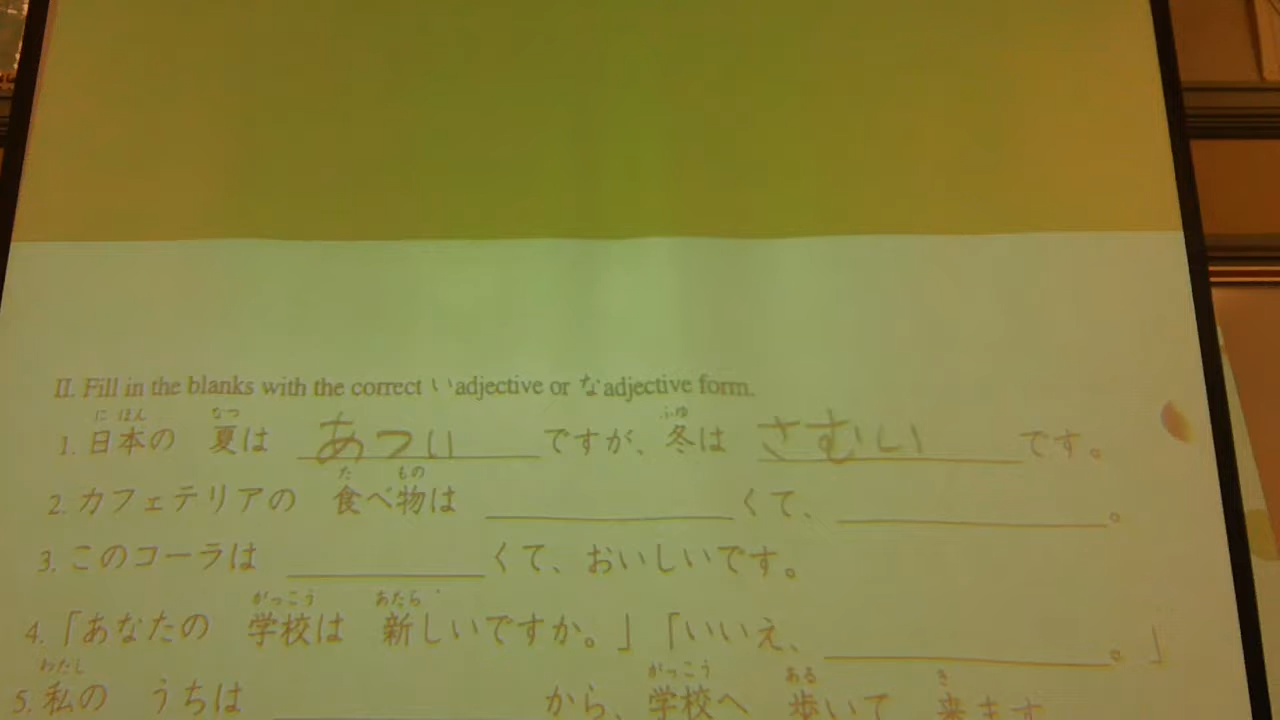 II. Fill in the blanks with the correct い adjective or な adjective form.
に ほん なつ ふゆ
1. 日本の 夏は あつい ですが、冬は さむい です。
た もの
2. カフェテリアの 食べ物は ____ くて、____。
3. このコーラは ____ くて、おいしいです。
がっこう あたら
4. 「あなたの 学校は 新しいですか。」「いいえ、____。」
わたし がっこう ある き
5. 私の うちは ____ から、学校へ 歩いて 来ます